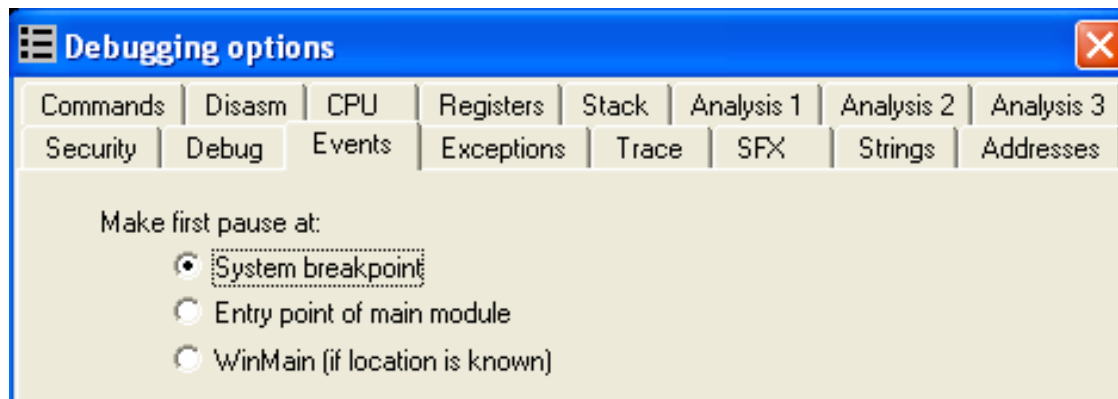 Debugging options
Commands Disasm CPU Registers Stack Analysis 1 Analysis 2 Analysis 3
Security Debug Events Exceptions Trace SFX Strings Addresses
Make first pause at:
System breakpoint
Entry point of main module
WinMain (if location is known)